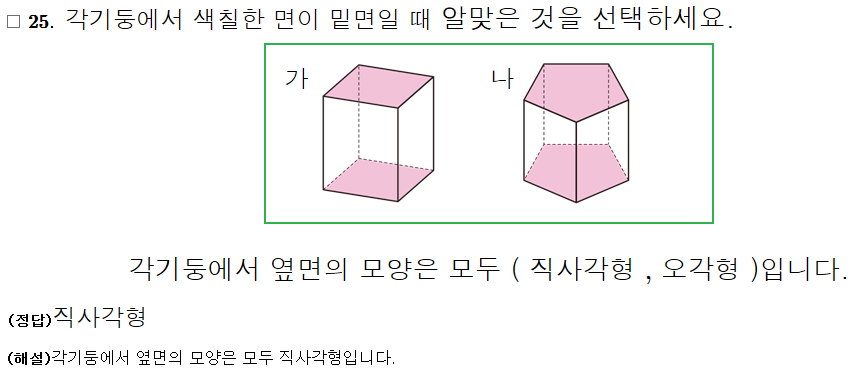 □ 25. 각기둥에서 색칠한 면이 밑면일 때 알맞은 것을 선택하세요.
가 나
각기둥에서 옆면의 모양은 모두 ( 직사각형 , 오각형 )입니다.
(정답)직사각형
(해설)각기둥에서 옆면의 모양은 모두 직사각형입니다.